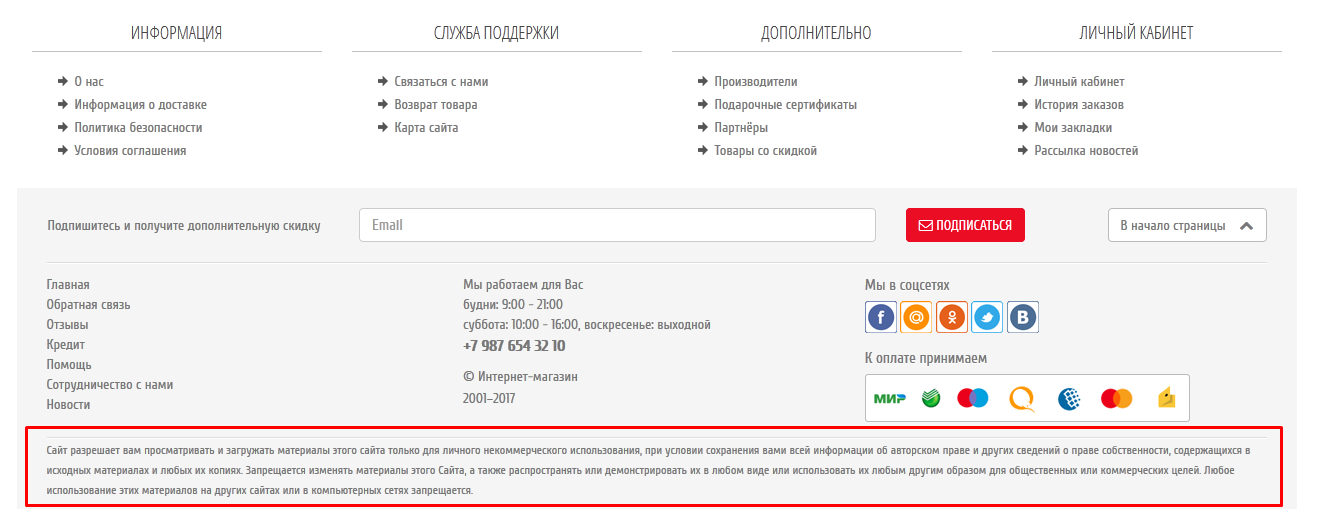 ИНФОРМАЦИЯ
О нас
Информация о доставке
Политика безопасности
Условия соглашения
СЛУЖБА ПОДДЕРЖКИ
Связаться с нами
Возврат товара
Карта сайта
ДОПОЛНИТЕЛЬНО
Производители
Подарочные сертификаты
Партнёры
Товары со скидкой
ЛИЧНЫЙ КАБИНЕТ
Личный кабинет
История заказов
Мои закладки
Рассылка новостей
Подпишитесь и получите дополнительную скидку
Email
ПОДПИСАТЬСЯ
В начало страницы
Главная
Обратная связь
Отзывы
Кредит
Помощь
Сотрудничество с нами
Новости
Мы работаем для Вас
будни: 9:00 - 21:00
суббота: 10:00 - 16:00, воскресенье: выходной
+7 987 654 32 10
© Интернет-магазин
2001–2017
Мы в соцсетях
f @ В
К оплате принимаем
МИР
Сайт разрешает вам просматривать и загружать материалы этого сайта только для личного некоммерческого использования, при условии сохранения вами всей информации об авторском праве и других сведений о праве собственности, содержащихся в
исходных материалах и любых их копиях. Запрещается изменять материалы этого Сайта, а также распространять или демонстрировать их в любом виде или использовать их любым другим образом для общественных или коммерческих целей. Любое
использование этих материалов на других сайтах или в компьютерных сетях запрещается.